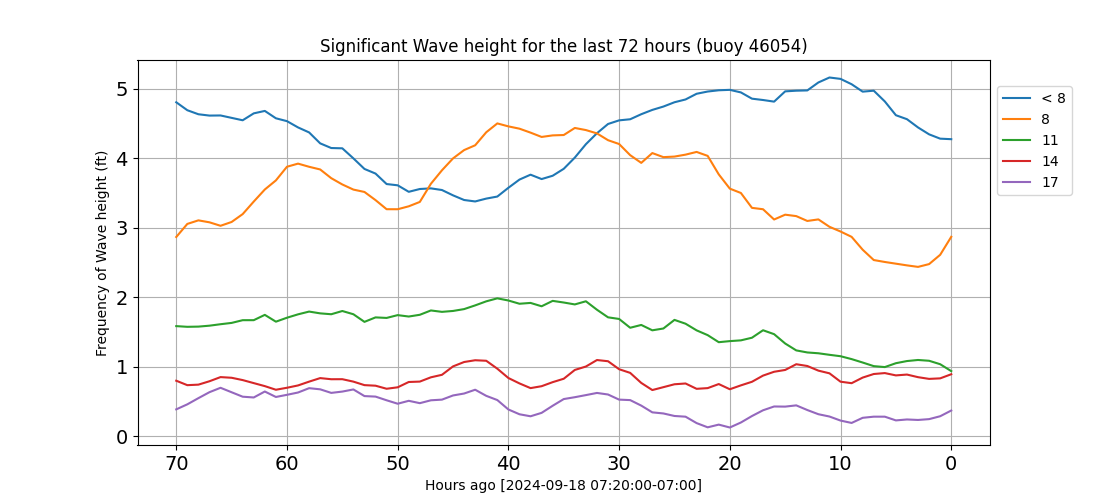 Significant Wave height for the last 72 hours (buoy 46054)
Frequency of Wave height (ft)
5
4
3
2
1
0
70 60 50 40 30 20 10 0
Hours ago [2024-09-18 07:20:00-07:00]
< 8
8
11
14
17